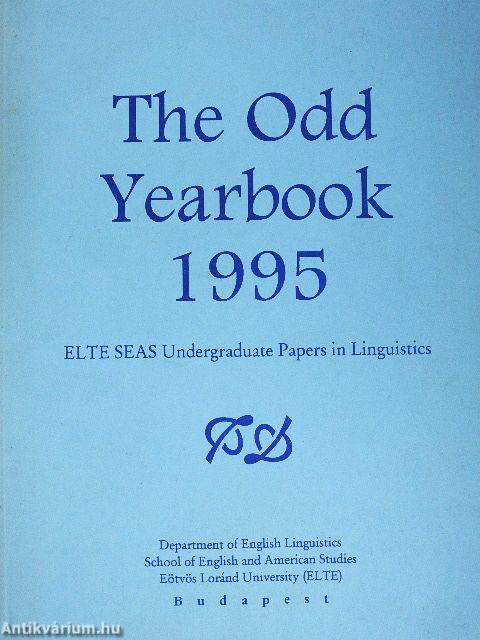 The Odd
Yearbook
1995
ELTE SEAS Undergraduate Papers in Linguistics
Department of English Linguistics
School of English and American Studies
Eötvös Loránd University (ELTE)
Budapest
Antikvárium.hu